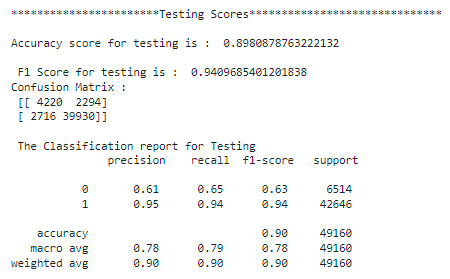 ***********************Testing Scores******************************
Accuracy score for testing is :  0.8980878763222132
F1 Score for testing is :  0.9409685401201838
Confusion Matrix :
[[ 4220  2294]
[ 2716 39930]]
The Classification report for Testing
precision    recall  f1-score   support
0       0.61      0.65      0.63      6514
1       0.95      0.94      0.94     42646
accuracy                           0.90     49160
macro avg       0.78      0.79      0.78     49160
weighted avg       0.90      0.90      0.90     49160